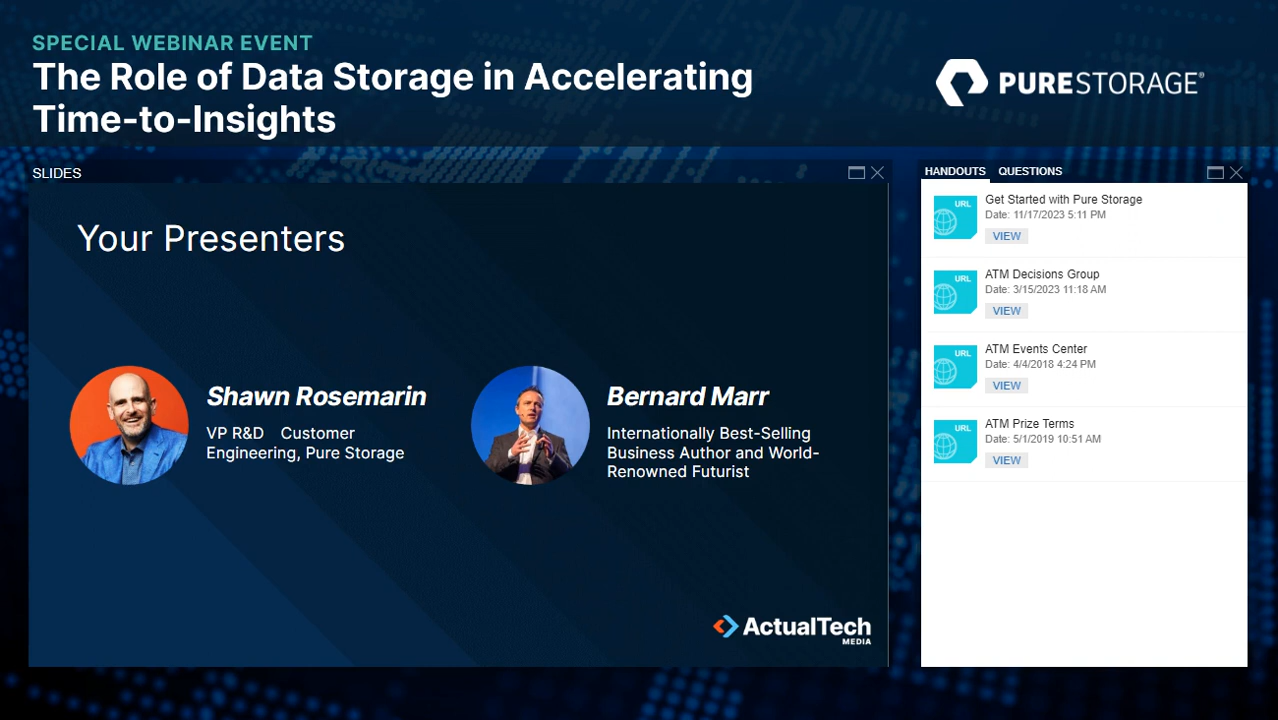 SPECIAL WEBINAR EVENT
The Role of Data Storage in Accelerating
Time-to-Insights
PURESTORAGE®
SLIDES
Your Presenters
Shawn Rosemarin
VP R&D Customer
Engineering, Pure Storage
Bernard Marr
Internationally Best-Selling
Business Author and World-
Renowned Futurist
ActualTech
MEDIA
HANDOUTS QUESTIONS
URL
Get Started with Pure Storage
Date: 11/17/2023 5:11 PM
VIEW
URL
ATM Decisions Group
Date: 3/15/2023 11:18 AM
VIEW
URL
ATM Events Center
Date: 4/4/2018 4:24 PM
VIEW
URL
ATM Prize Terms
Date: 5/1/2019 10:51 AM
VIEW